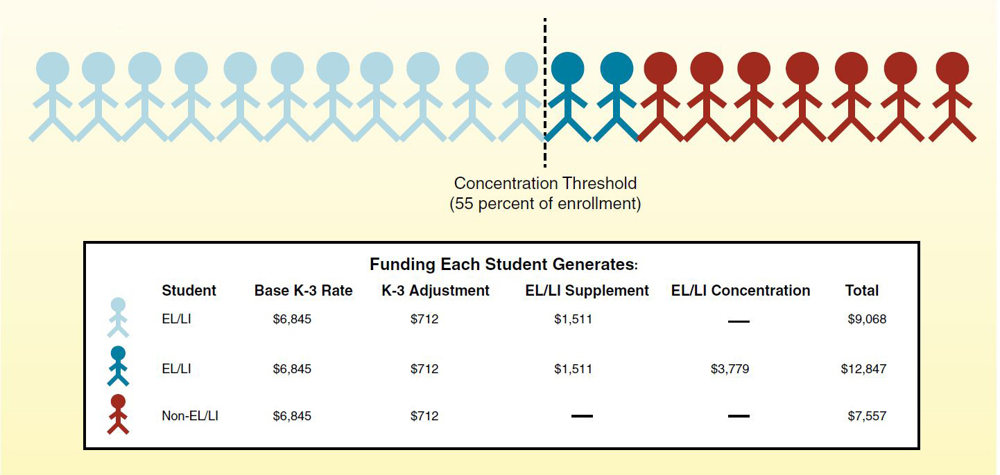 Concentration Threshold
(55 percent of enrollment)
Funding Each Student Generates:
Student Base K-3 Rate K-3 Adjustment EL/LI Supplement EL/LI Concentration Total
EL/LI $6,845 $712 $1,511 — $9,068
EL/LI $6,845 $712 $1,511 $3,779 $12,847
Non-EL/LI $6,845 $712 — — $7,557